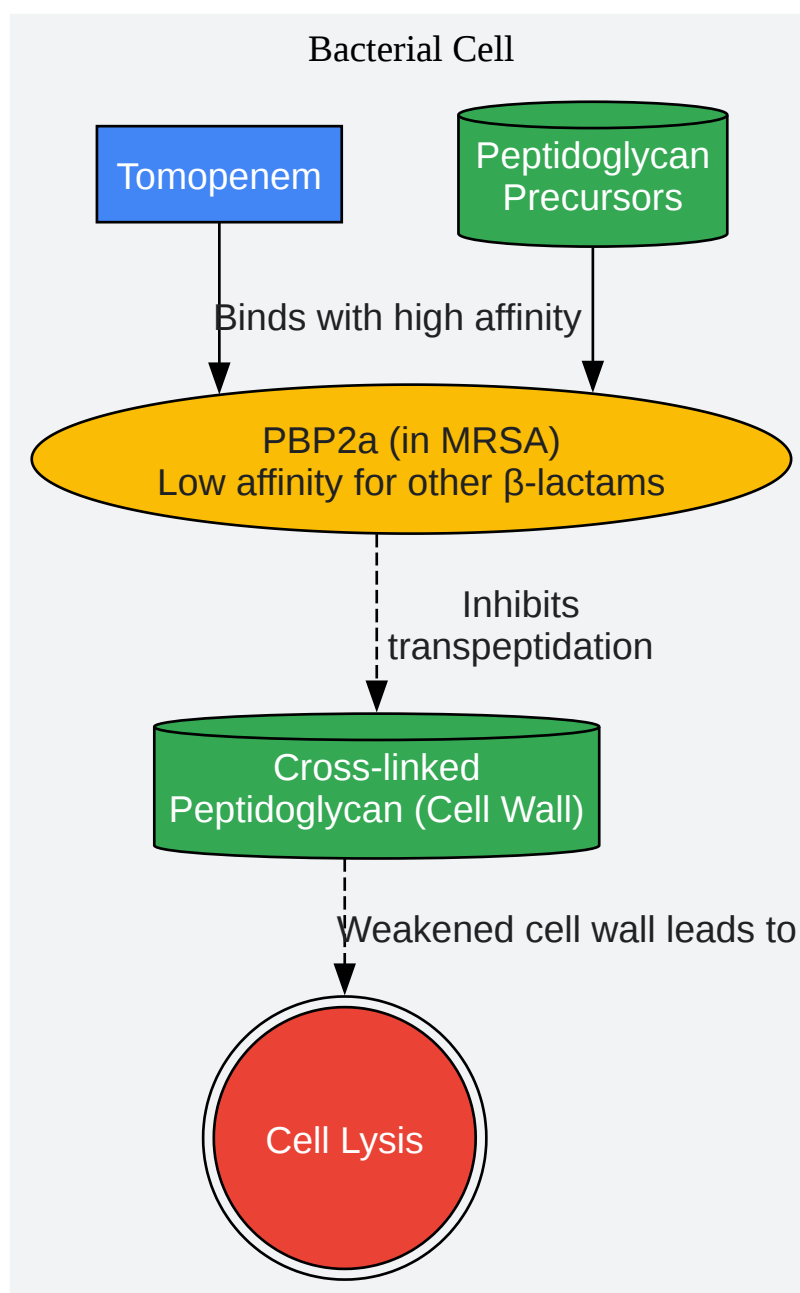 Bacterial Cell
Tomopenem
Peptidoglycan
Precursors
Binds with high affinity
PBP2a (in MRSA)
Low affinity for other β-lactams
Inhibits
transpeptidation
Cross-linked
Peptidoglycan (Cell Wall)
Weakened cell wall leads to
Cell Lysis